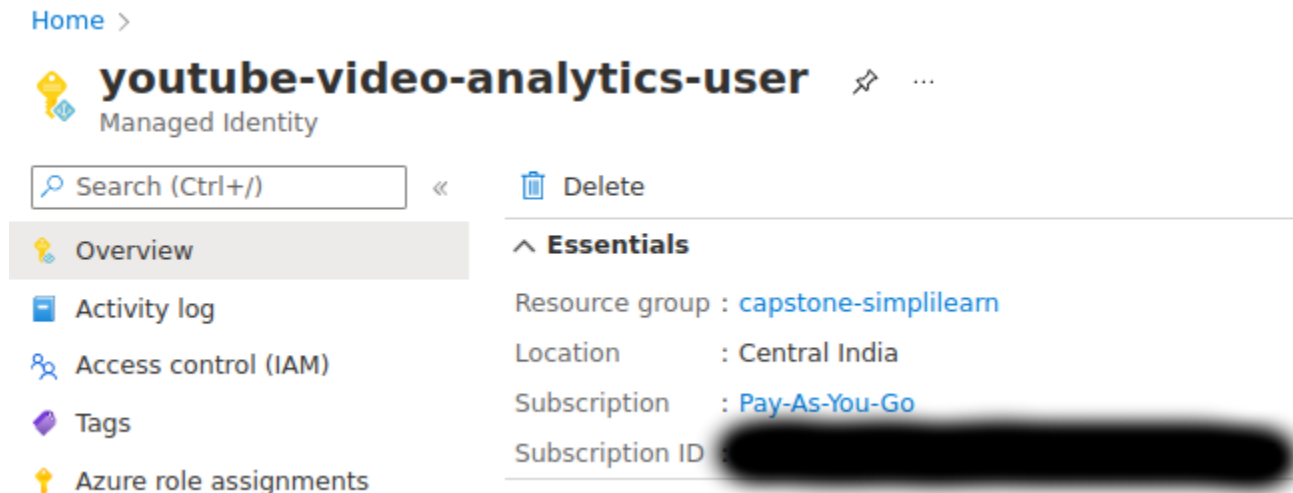 Home >
youtube-video-analytics-user ...
Managed Identity
Search (Ctrl+/) «
Delete
Overview
Essentials
Activity log
Resource group : capstone-simplilearn
Access control (IAM)
Location : Central India
Tags
Subscription : Pay-As-You-Go
Subscription ID :
Azure role assignments